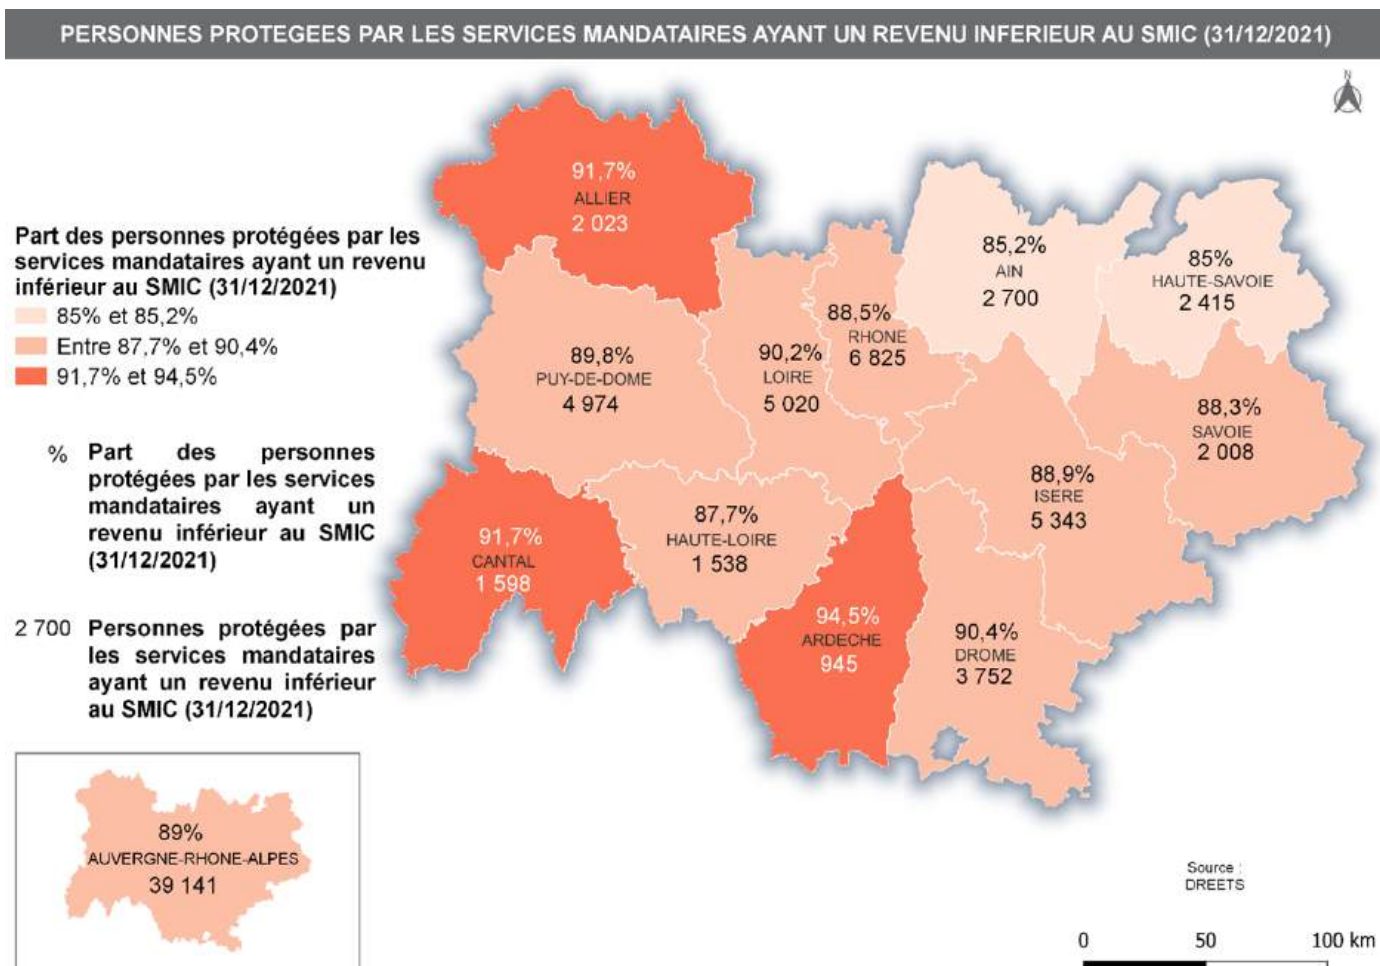 PERSONNES PROTEGEES PAR LES SERVICES MANDATAIRES AYANT UN REVENU INFERIEUR AU SMIC (31/12/2021)
N
Part des personnes protégées par les
services mandataires ayant un revenu
inférieur au SMIC (31/12/2021)
85% et 85,2%
Entre 87,7% et 90,4%
91,7% et 94,5%
% Part des personnes
protégées par les services
mandataires ayant un
revenu inférieur au SMIC
(31/12/2021)
2 700 Personnes protégées par
les services mandataires
ayant un revenu inférieur
au SMIC (31/12/2021)
91,7%
ALLIER
2 023
85,2%
AIN
2 700
85%
HAUTE-SAVOIE
2 415
88,5%
RHONE
6 825
89,8%
PUY-DE-DOME
4 974
90,2%
LOIRE
5 020
88,3%
SAVOIE
2 008
88,9%
ISERE
5 343
91,7%
CANTAL
1 598
87,7%
HAUTE-LOIRE
1 538
94,5%
ARDECHE
945
90,4%
DROME
3 752
89%
AUVERGNE-RHONE-ALPES
39 141
Source :
DREETS
0 50 100 km